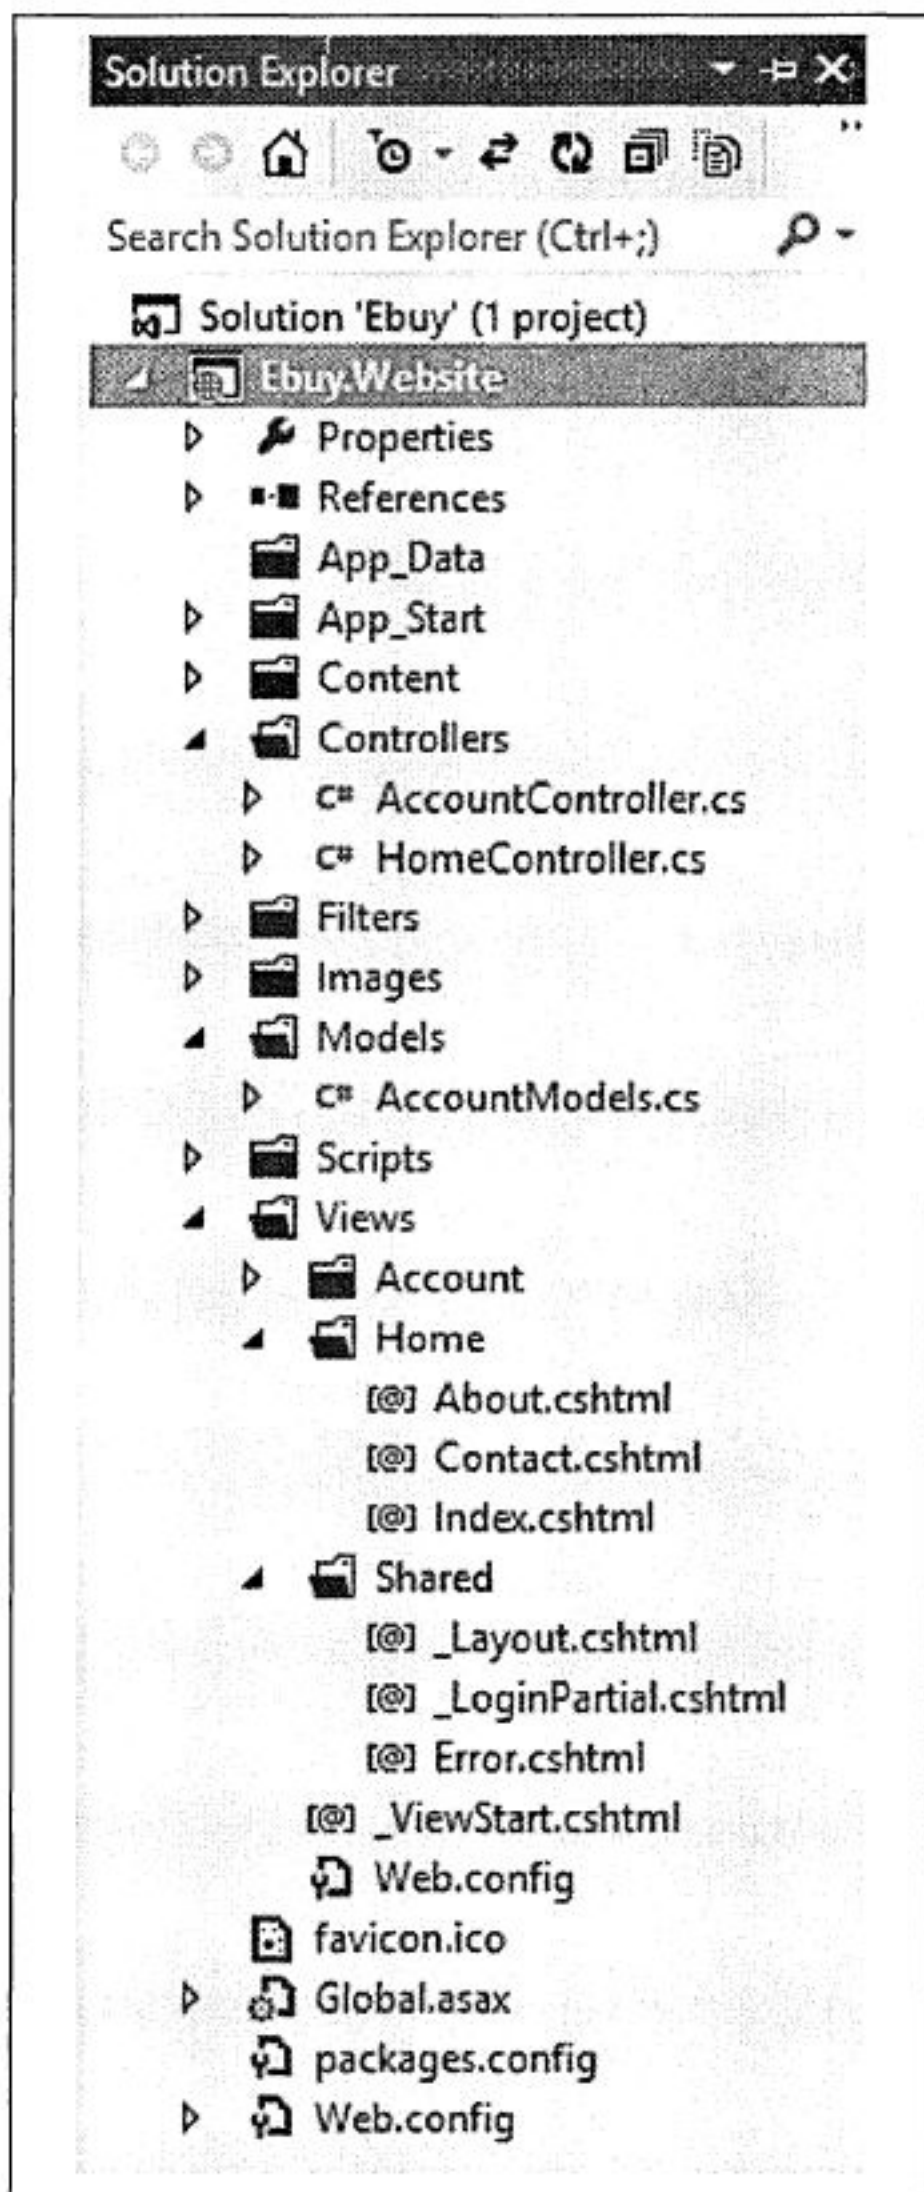 Solution Explorer
Search Solution Explorer (Ctrl+;)
Solution 'Ebuy' (1 project)
Ebuy.Website
Properties
References
App_Data
App_Start
Content
Controllers
C# AccountController.cs
C# HomeController.cs
Filters
Images
Models
C# AccountModels.cs
Scripts
Views
Account
Home
[@] About.cshtml
[@] Contact.cshtml
[@] Index.cshtml
Shared
[@] _Layout.cshtml
[@] _LoginPartial.cshtml
[@] Error.cshtml
[@] _ViewStart.cshtml
Web.config
favicon.ico
Global.asax
packages.config
Web.config